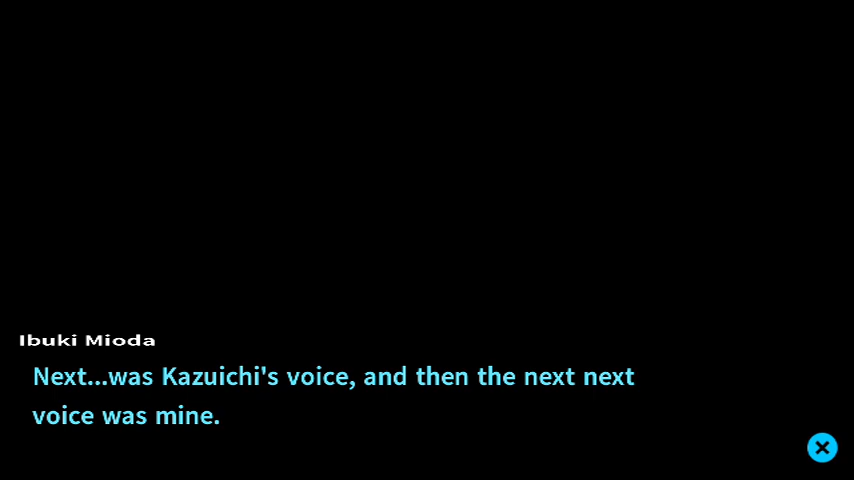 Ibuki Mioda
Next...was Kazuichi's voice, and then the next next
voice was mine.